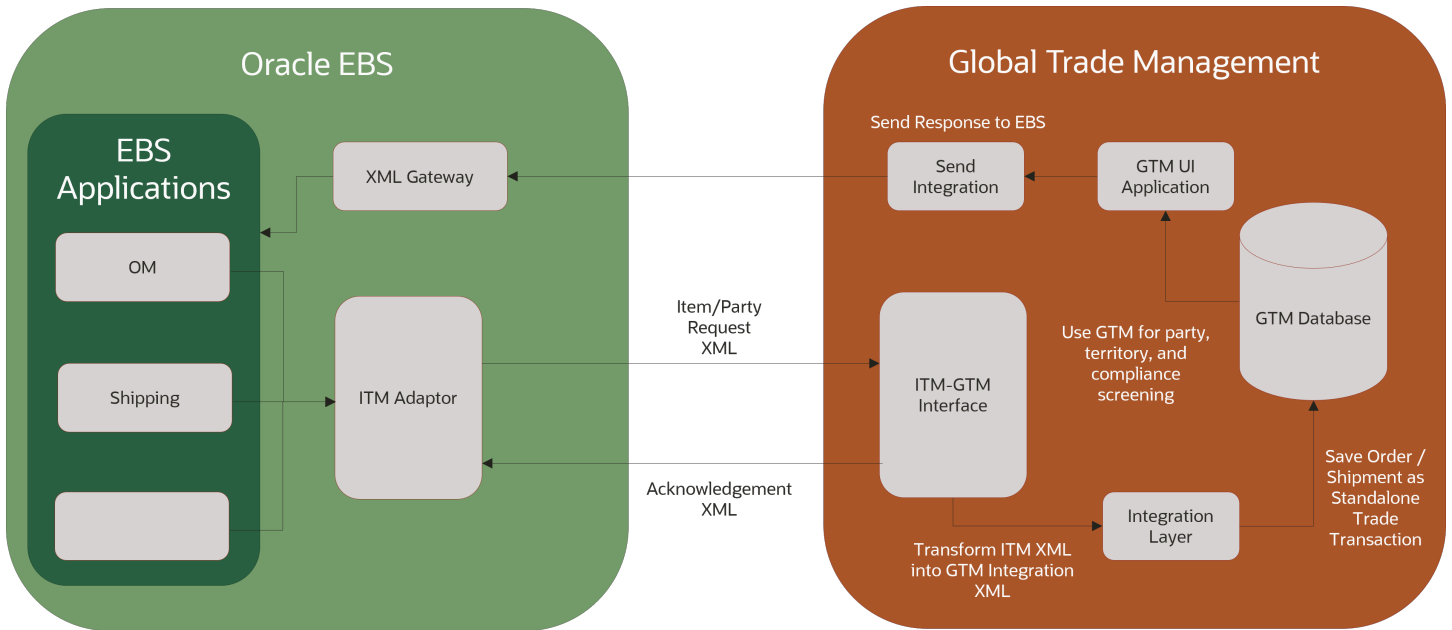 Oracle EBS
EBS
Applications
OM
Shipping
XML Gateway
ITM Adaptor
Item/Party
Request
XML
Acknowledgement
XML
Global Trade Management
Send Response to EBS
Send
Integration
GTM UI
Application
GTM Database
Use GTM for party,
territory, and
compliance
screening
ITM-GTM
Interface
Integration
Layer
Save Order /
Shipment as
Standalone
Trade
Transaction
Transform ITM XML
into GTM Integration
XML